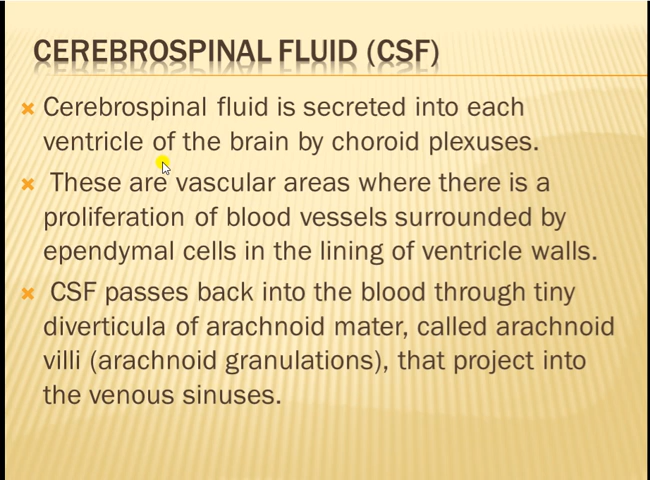 CEREBROSPINAL FLUID (CSF)
Cerebrospinal fluid is secreted into each
ventricle of the brain by choroid plexuses.
These are vascular areas where there is a
proliferation of blood vessels surrounded by
ependymal cells in the lining of ventricle walls.
CSF passes back into the blood through tiny
diverticula of arachnoid mater, called arachnoid
villi (arachnoid granulations), that project into
the venous sinuses.